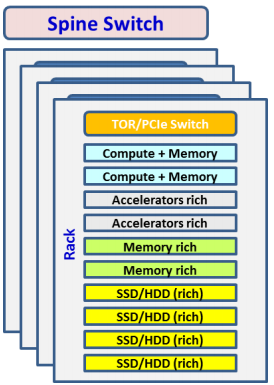 Spine Switch
TOR/PCIe Switch
Compute + Memory
Compute + Memory
Accelerators rich
Accelerators rich
Memory rich
Memory rich
SSD/HDD (rich)
SSD/HDD (rich)
SSD/HDD (rich)
SSD/HDD (rich)
Rack